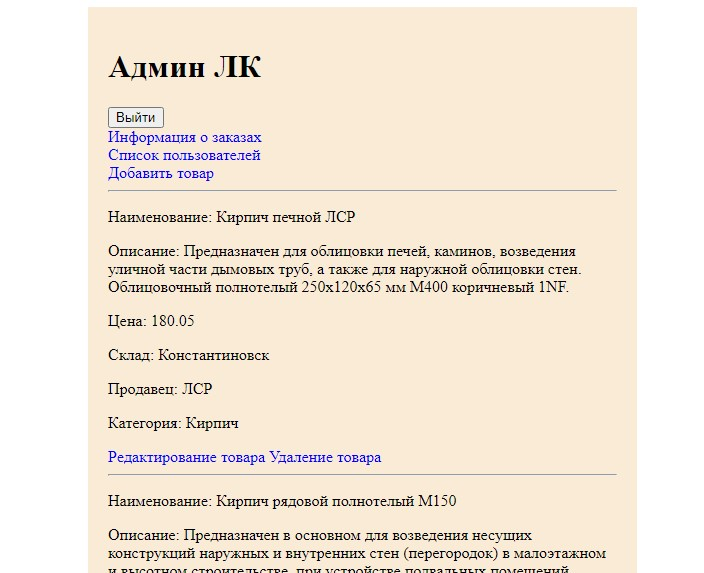 Админ ЛК
Выйти
Информация о заказах
Список пользователей
Добавить товар
Наименование: Кирпич печной ЛСР
Описание: Предназначен для облицовки печей, каминов, возведения
уличной части дымовых труб, а также для наружной облицовки стен.
Облицовочный полнотелый 250х120х65 мм М400 коричневый 1NF.
Цена: 180.05
Склад: Константиновск
Продавец: ЛСР
Категория: Кирпич
Редактирование товара Удаление товара
Наименование: Кирпич рядовой полнотелый М150
Описание: Предназначен в основном для возведения несущих
конструкций наружных и внутренних стен (перегородок) в малоэтажном
и высотном строительстве, при устройстве подвальных помещений,